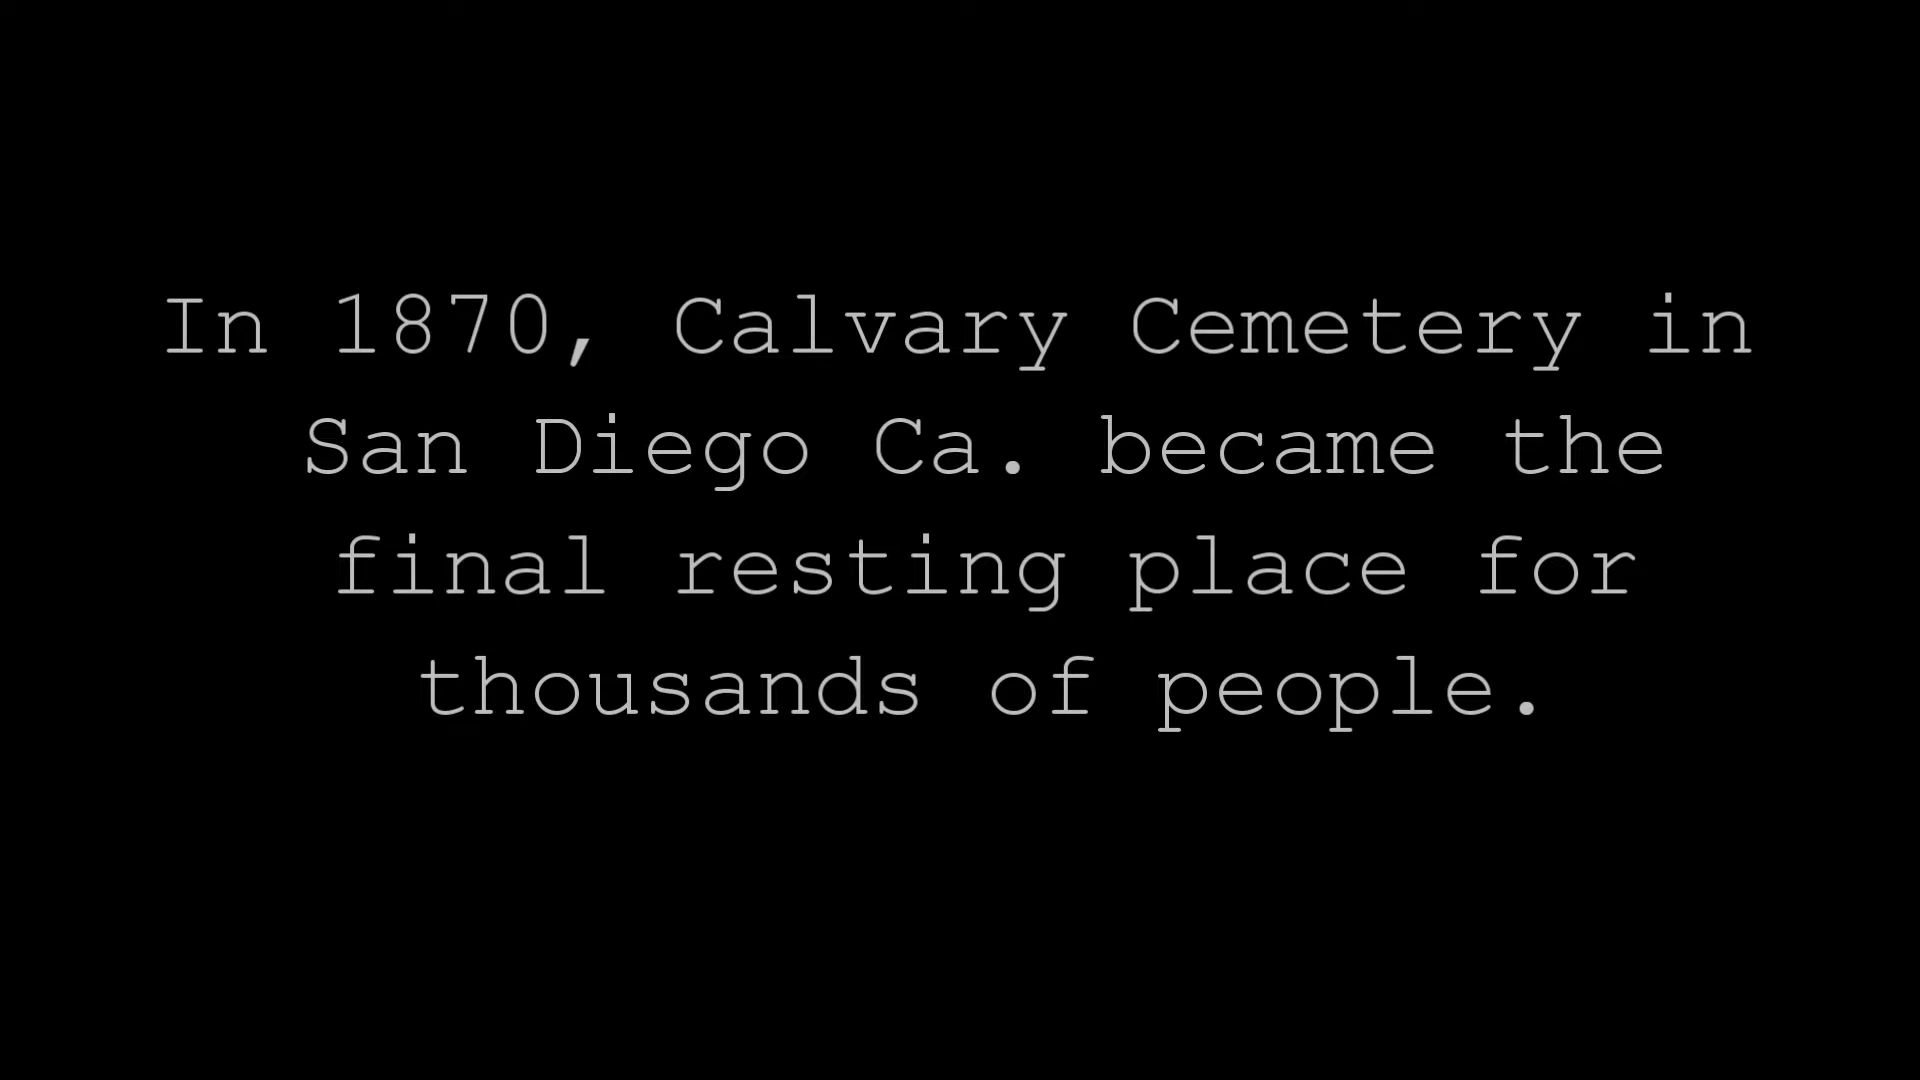 In 1870, Calvary Cemetery in
San Diego Ca. became the
final resting place for
thousands of people.